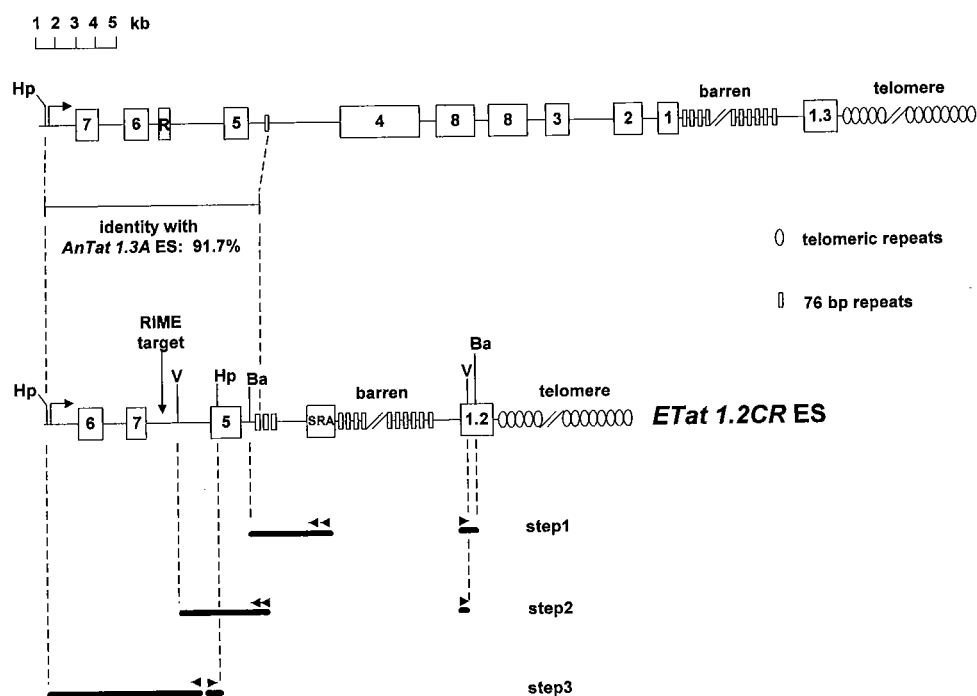 1 2 3 4 5 kb
Hp
7 6 R 5 4 8 8 3 2 1 barren 1.3 telomere
identity with
AnTat 1.3A ES: 91.7%
telomeric repeats
76 bp repeats
RIME
target
Hp V Hp Ba barren V Ba telomere
6 7 5 SRA 1.2 ETat 1.2CR ES
step1
step2
step3